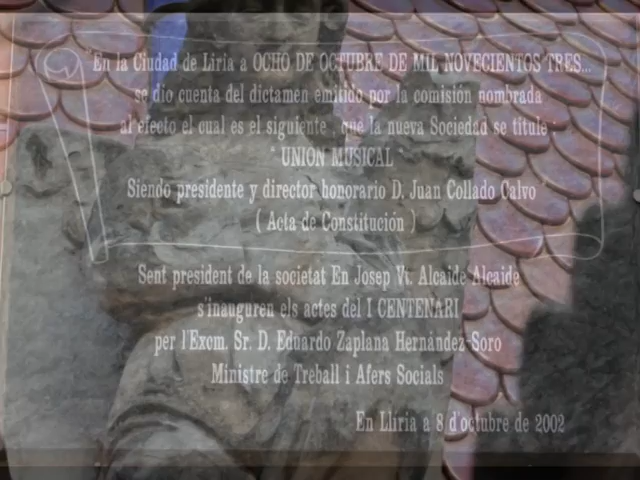 "En la Ciudad de Liria a OCHO DE OCTUBRE DE MIL NOVECIENTOS TRES...
se dio cuenta del dictamen emitido por la comisión nombrada
al efecto el cual es el siguiente , que la nueva Sociedad se titule :
" UNION MUSICAL "
Siendo presidente y director honorario D. Juan Collado Calvo
( Acta de Constitución )
Sent president de la societat En Josep Vt. Alcaide Alcaide
s'inauguren els actes del I CENTENARI
per l'Exom. Sr. D. Eduardo Zaplana Hernández-Soro
Ministre de Treball i Afers Socials
En Llíria a 8 d'octubre de 2002